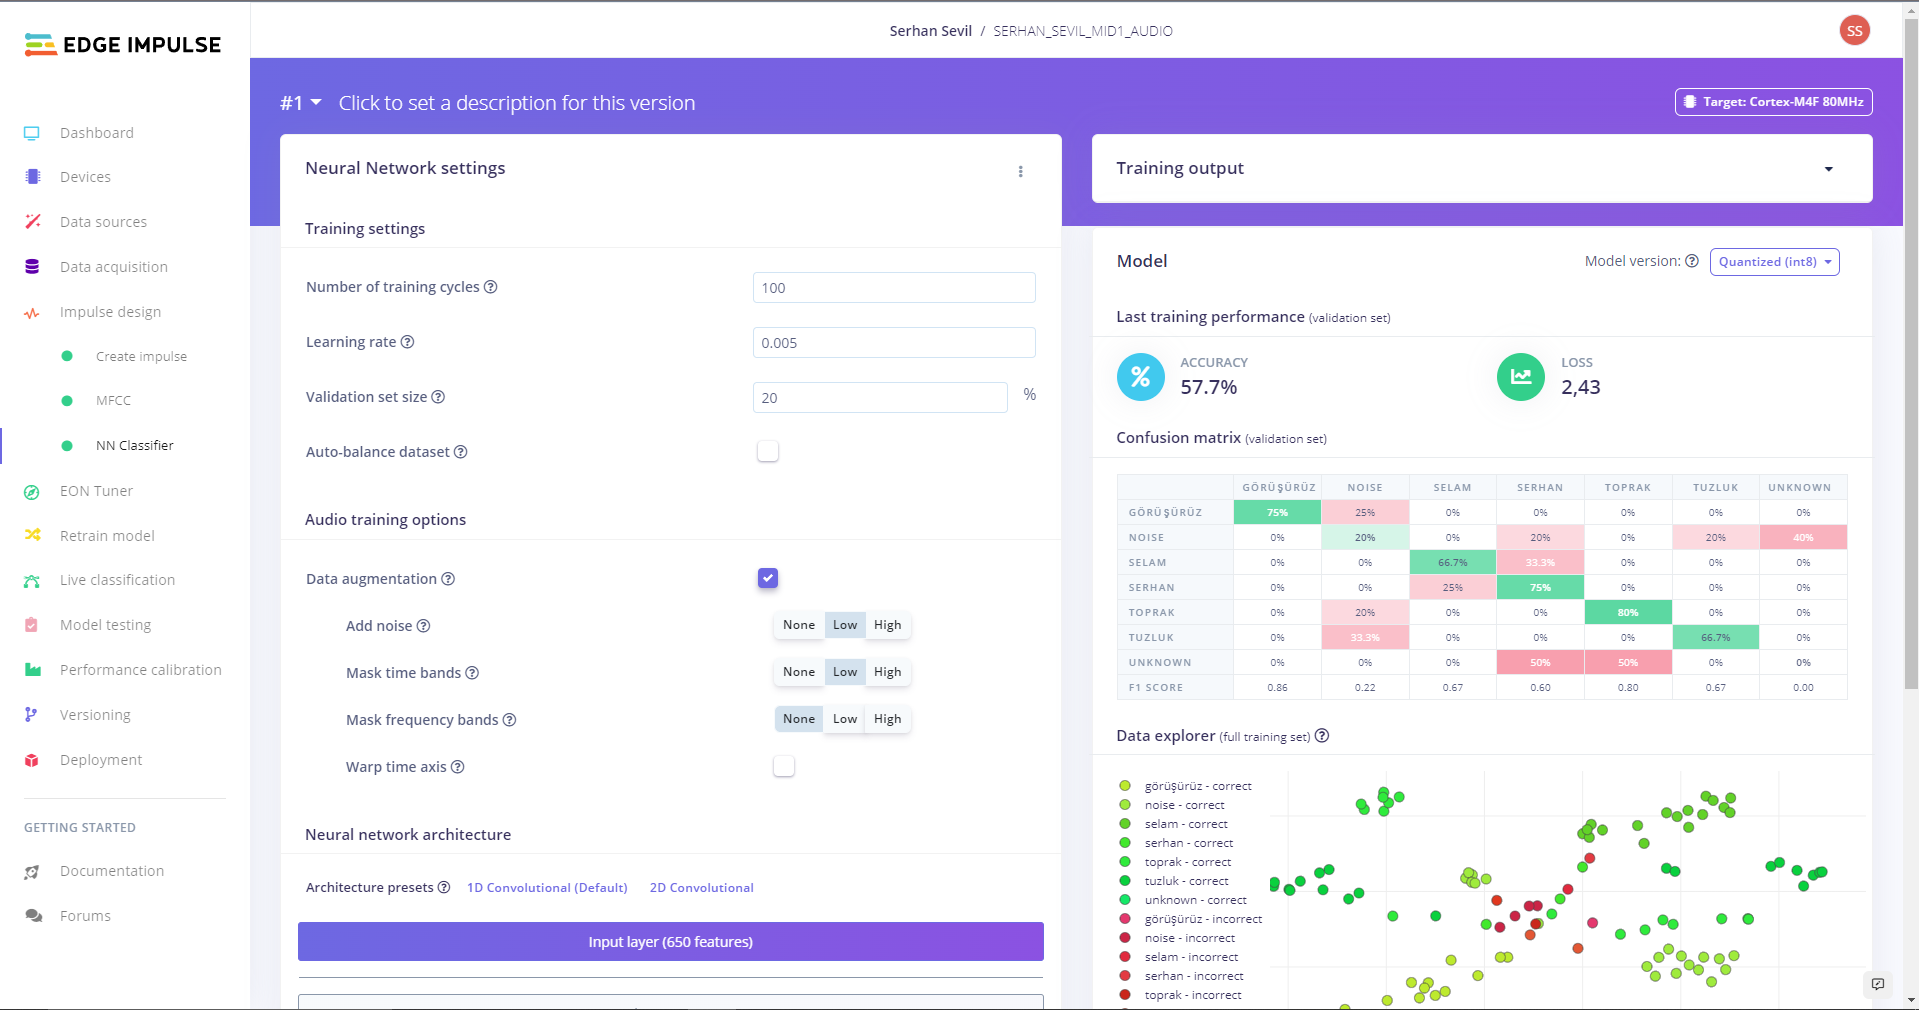 EDGE IMPULSE
Serhan Sevil / SERHAN_SEVIL_MID1_AUDIO
SS
Dashboard
Devices
Data sources
Data acquisition
Impulse design
Create impulse
MFCC
NN Classifier
EON Tuner
Retrain model
Live classification
Model testing
Performance calibration
Versioning
Deployment
GETTING STARTED
Documentation
Forums
#1 Click to set a description for this version
Target: Cortex-M4F 80MHz
Neural Network settings
Training settings
Number of training cycles ? 100
Learning rate ? 0.005
Validation set size ? 20 %
Auto-balance dataset ?
Audio training options
Data augmentation ?
Add noise ? None Low High
Mask time bands ? None Low High
Mask frequency bands ? None Low High
Warp time axis ?
Neural network architecture
Architecture presets ? 1D Convolutional (Default) 2D Convolutional
Input layer (650 features)
Training output
Model
Model version: ? Quantized (int8)
Last training performance (validation set)
% ACCURACY
57.7%
LOSS
2,43
Confusion matrix (validation set)
GÖRÜŞÜRÜZ NOISE SELAM SERHAN TOPRAK TUZLUK UNKNOWN
GÖRÜŞÜRÜZ 75% 25% 0% 0% 0% 0% 0%
NOISE 0% 20% 0% 20% 0% 20% 40%
SELAM 0% 0% 66.7% 33.3% 0% 0% 0%
SERHAN 0% 0% 25% 75% 0% 0% 0%
TOPRAK 0% 20% 0% 0% 80% 0% 0%
TUZLUK 0% 33.3% 0% 0% 0% 66.7% 0%
UNKNOWN 0% 0% 0% 50% 50% 0% 0%
F1 SCORE 0.86 0.22 0.67 0.60 0.80 0.67 0.00
Data explorer (full training set) ?
görüşürüz - correct
noise - correct
selam - correct
serhan - correct
toprak - correct
tuzluk - correct
unknown - correct
görüşürüz - incorrect
noise - incorrect
selam - incorrect
serhan - incorrect
toprak - incorrect